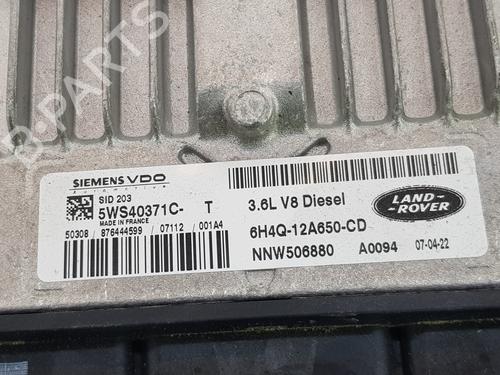 B-PARTS
SIEMENS VDO
Automotive
SID 203
5WS40371C- T
MADE IN FRANCE
50308 / 876444599 / 07112 / 001A4
3.6L V8 Diesel
6H4Q-12A650-CD
NNW506880 A0094 07-04-22
LAND-
ROVER